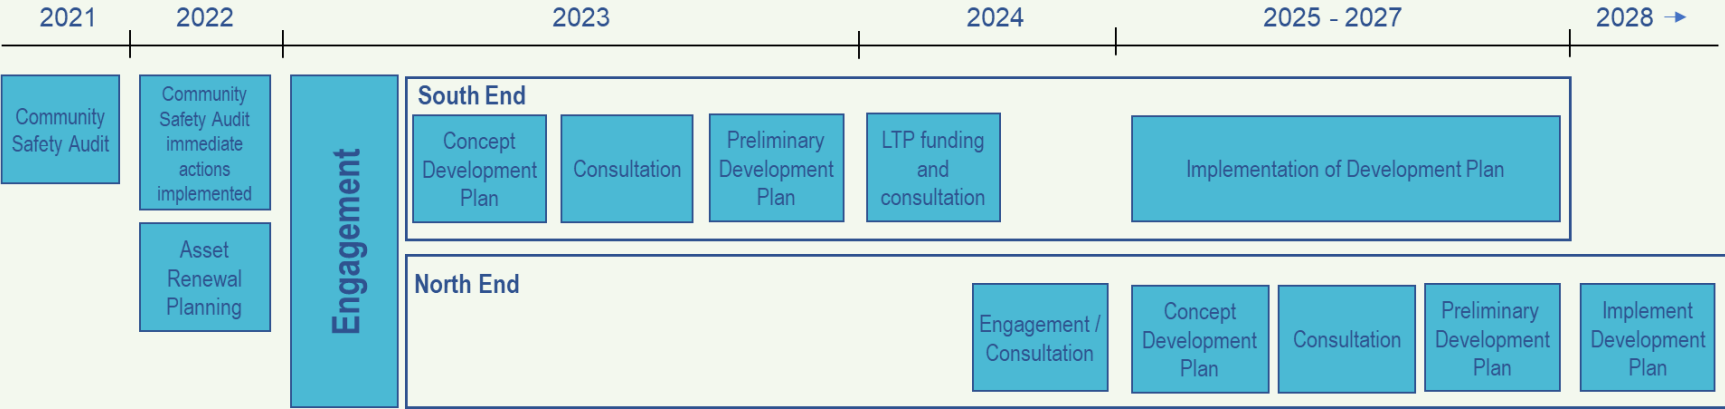 2021
2022
2023
2024
2025 - 2027
2028
Community
Safety Audit
Community
Safety Audit
immediate
actions
implemented
Asset
Renewal
Planning
Engagement
South End
Concept
Development
Plan
Consultation
Preliminary
Development
Plan
LTP funding
and
consultation
Implementation of Development Plan
North End
Engagement /
Consultation
Concept
Development
Plan
Consultation
Preliminary
Development
Plan
Implement
Development
Plan